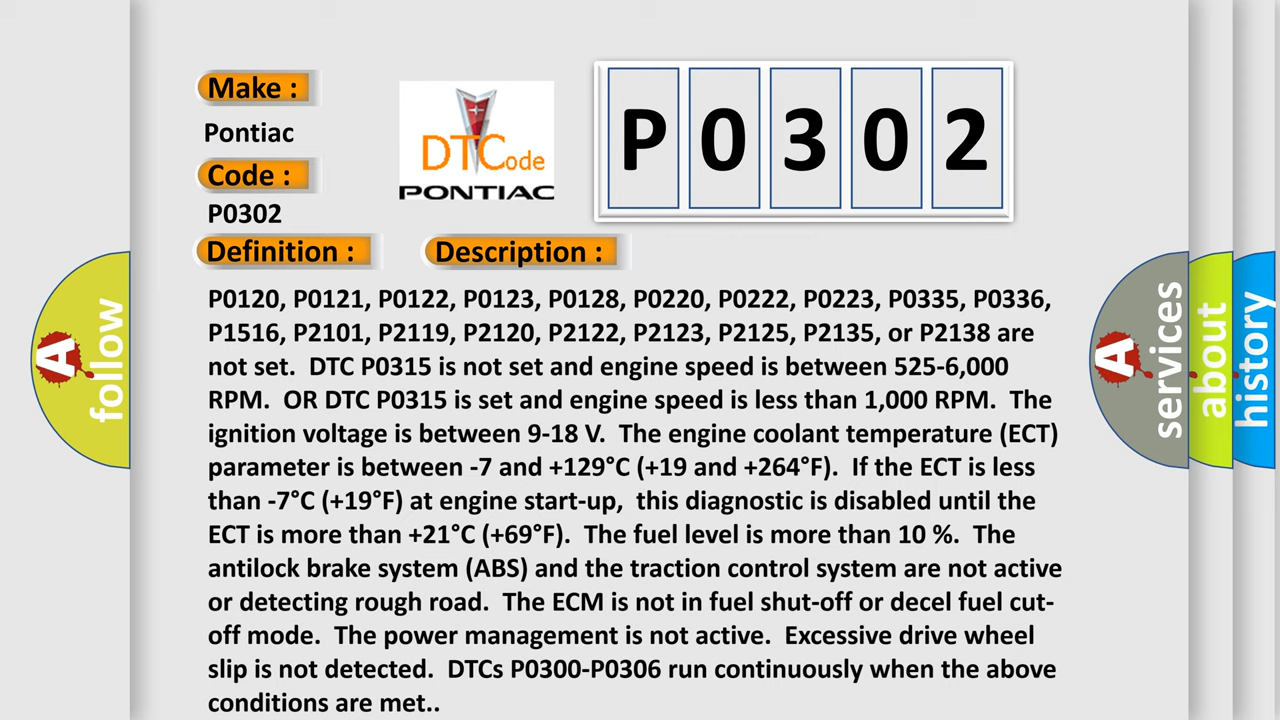 Make :
Pontiac
Code :
P0302
DTCode
PONTIAC
P0302
Definition :
Description :
P0120, P0121, P0122, P0123, P0128, P0220, P0222, P0223, P0335, P0336,
P1516, P2101, P2119, P2120, P2122, P2123, P2125, P2135, or P2138 are
not set.  DTC P0315 is not set and engine speed is between 525-6,000
RPM.  OR DTC P0315 is set and engine speed is less than 1,000 RPM.  The
ignition voltage is between 9-18 V.  The engine coolant temperature (ECT)
parameter is between -7 and +129°C (+19 and +264°F).  If the ECT is less
than -7°C (+19°F) at engine start-up,  this diagnostic is disabled until the
ECT is more than +21°C (+69°F).  The fuel level is more than 10 %.  The
antilock brake system (ABS) and the traction control system are not active
or detecting rough road.  The ECM is not in fuel shut-off or decel fuel cut-
off mode.  The power management is not active.  Excessive drive wheel
slip is not detected.  DTCs P0300-P0306 run continuously when the above
conditions are met..
A
follow
A
services
about
history